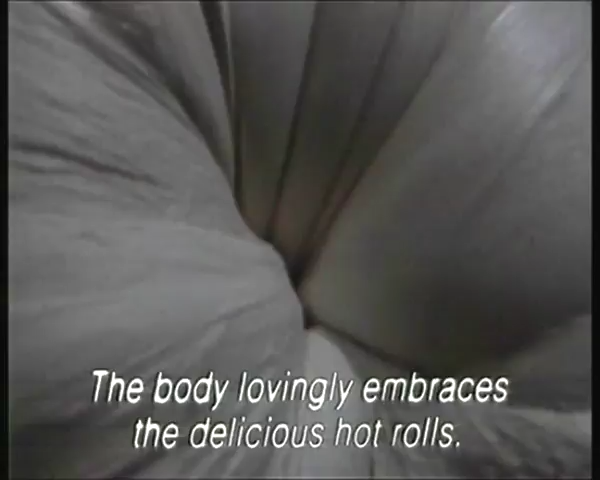 The body lovingly embraces
the delicious hot rolls.